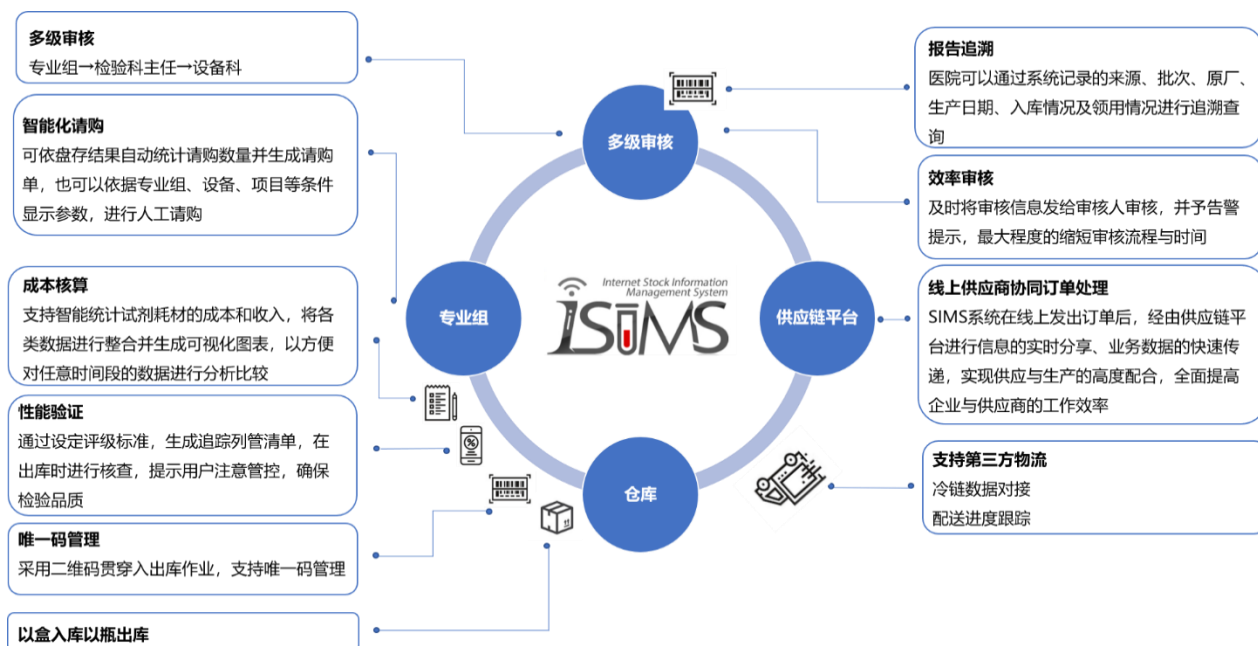 多级审核
专业组→检验科主任→设备科
智能化请购
可依盘存结果自动统计请购数量并生成请购
单，也可以依据专业组、设备、项目等条件
显示参数，进行人工请购
成本核算
支持智能统计试剂耗材的成本和收入，将各
类数据进行整合并生成可视化图表，以方便
对任意时间段的数据进行分析比较
性能验证
通过设定评级标准，生成追踪列管清单，在
出库时进行核查，提示用户注意管控，确保
检验品质
唯一码管理
采用二维码贯穿入出库作业，支持唯一码管理
以盒入库以瓶出库
多级审核
专业组
Internet Stock Information
Management System
iSIMS
供应链平台
仓库
报告追溯
医院可以通过系统记录的来源、批次、原厂、
生产日期、入库情况及领用情况进行追溯查
询
效率审核
及时将审核信息发给审核人审核，并予告警
提示，最大程度的缩短审核流程与时间
线上供应商协同订单处理
SIMS系统在线上发出订单后，经由供应链平
台进行信息的实时分享、业务数据的快速传
递，实现供应与生产的高度配合，全面提高
企业与供应商的工作效率
支持第三方物流
冷链数据对接
配送进度跟踪